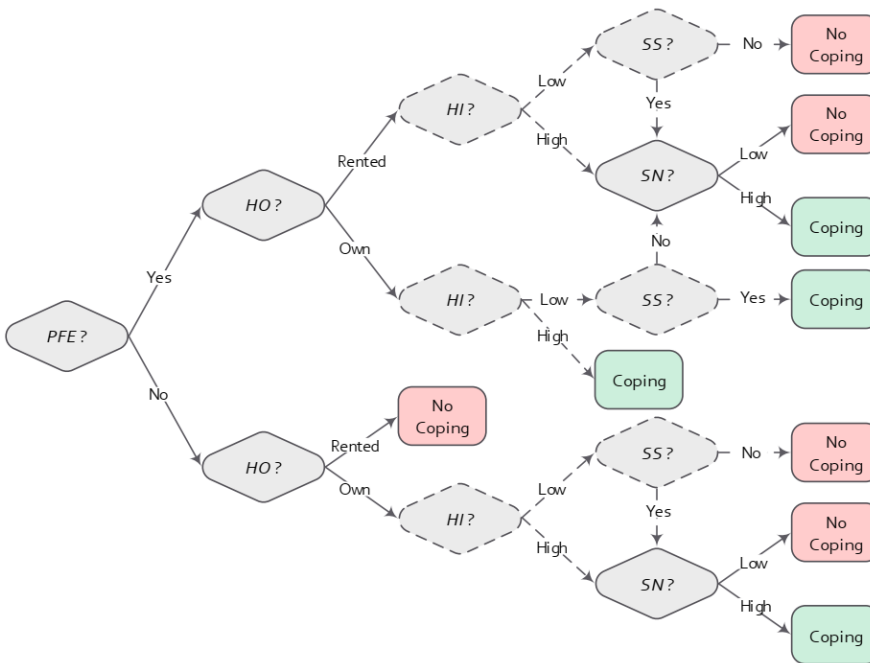 SS?
No
No
Coping
Low
Yes
HI?
No
Coping
High
Low
Rented
SN?
High
HO?
Coping
Own
No
Yes
HI?
Low
SS?
Yes
Coping
High
PFE?
Coping
No
No
Coping
Rented
SS?
No
No
Coping
HO?
Own
Low
Yes
HI?
No
Coping
High
Low
SN?
High
Coping